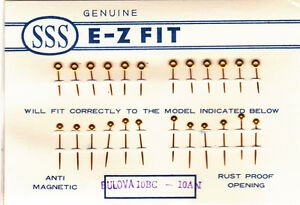 GENUINE
SSS E-Z FIT
WILL FIT CORRECTLY TO THE MODEL INDICATED BELOW
ANTI MAGNETIC
RUST PROOF OPENING
BULOVA 10BC - 10AN